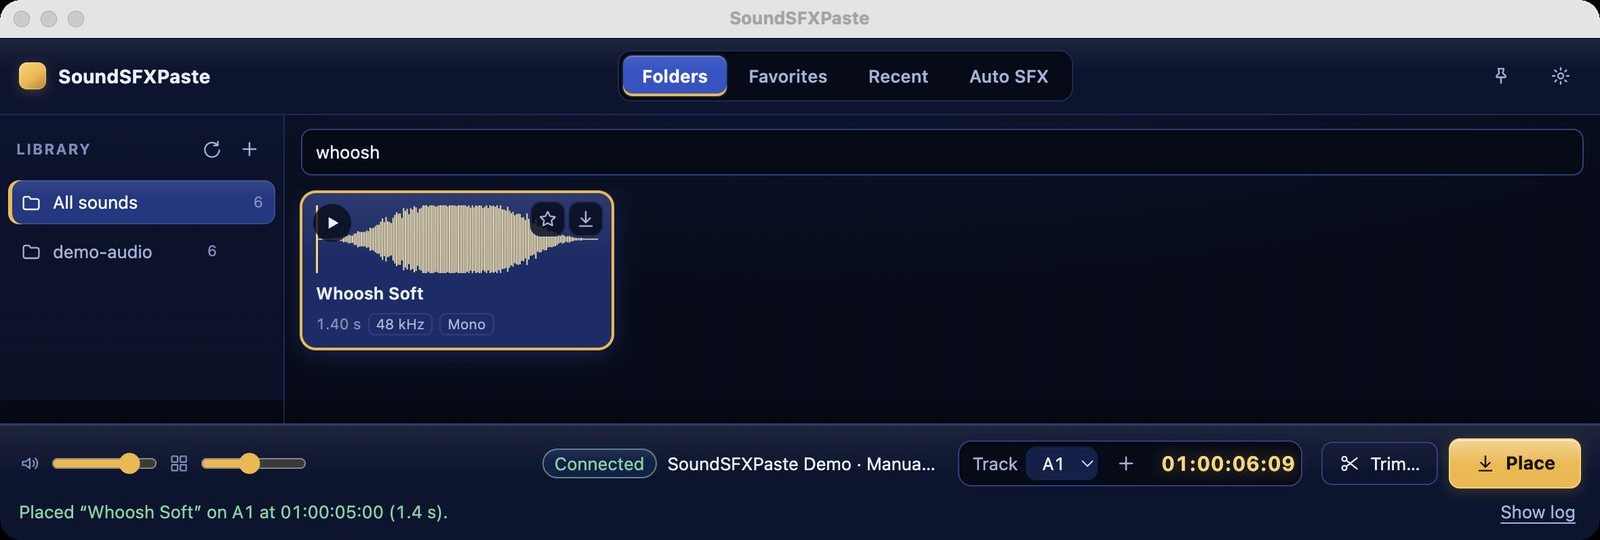 SoundSFXPaste
SoundSFXPaste
Folders Favorites Recent Auto SFX
LIBRARY
All sounds 6
demo-audio 6
whoosh
Whoosh Soft
1.40 s 48 kHz Mono
Connected SoundSFXPaste Demo · Manua... Track A1 01:00:06:09 Trim... Place
Placed “Whoosh Soft” on A1 at 01:00:05:00 (1.4 s).
Show log